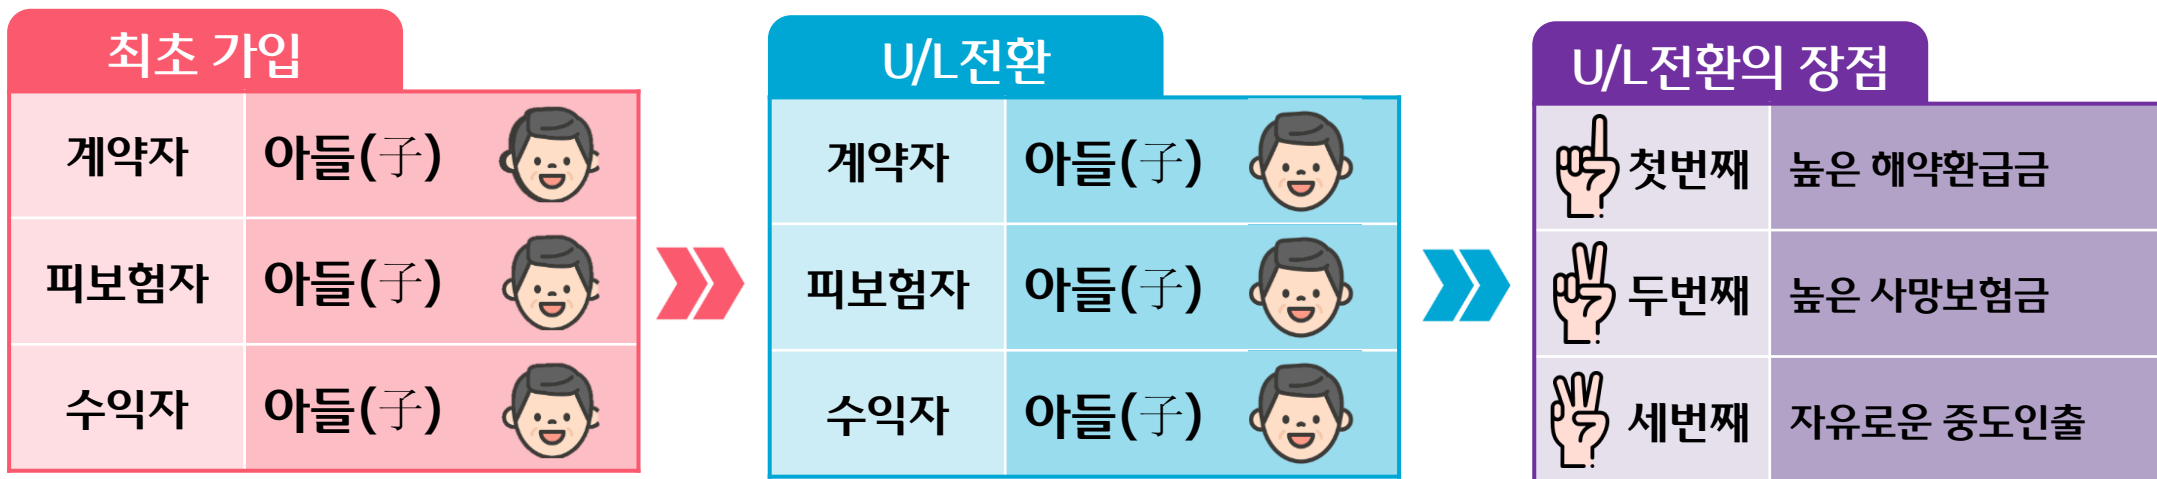 최초 가입
계약자 아들(子)
피보험자 아들(子)
수익자 아들(子)
U/L전환
계약자 아들(子)
피보험자 아들(子)
수익자 아들(子)
U/L전환의 장점
첫번째 높은 해약환급금
두번째 높은 사망보험금
세번째 자유로운 중도인출